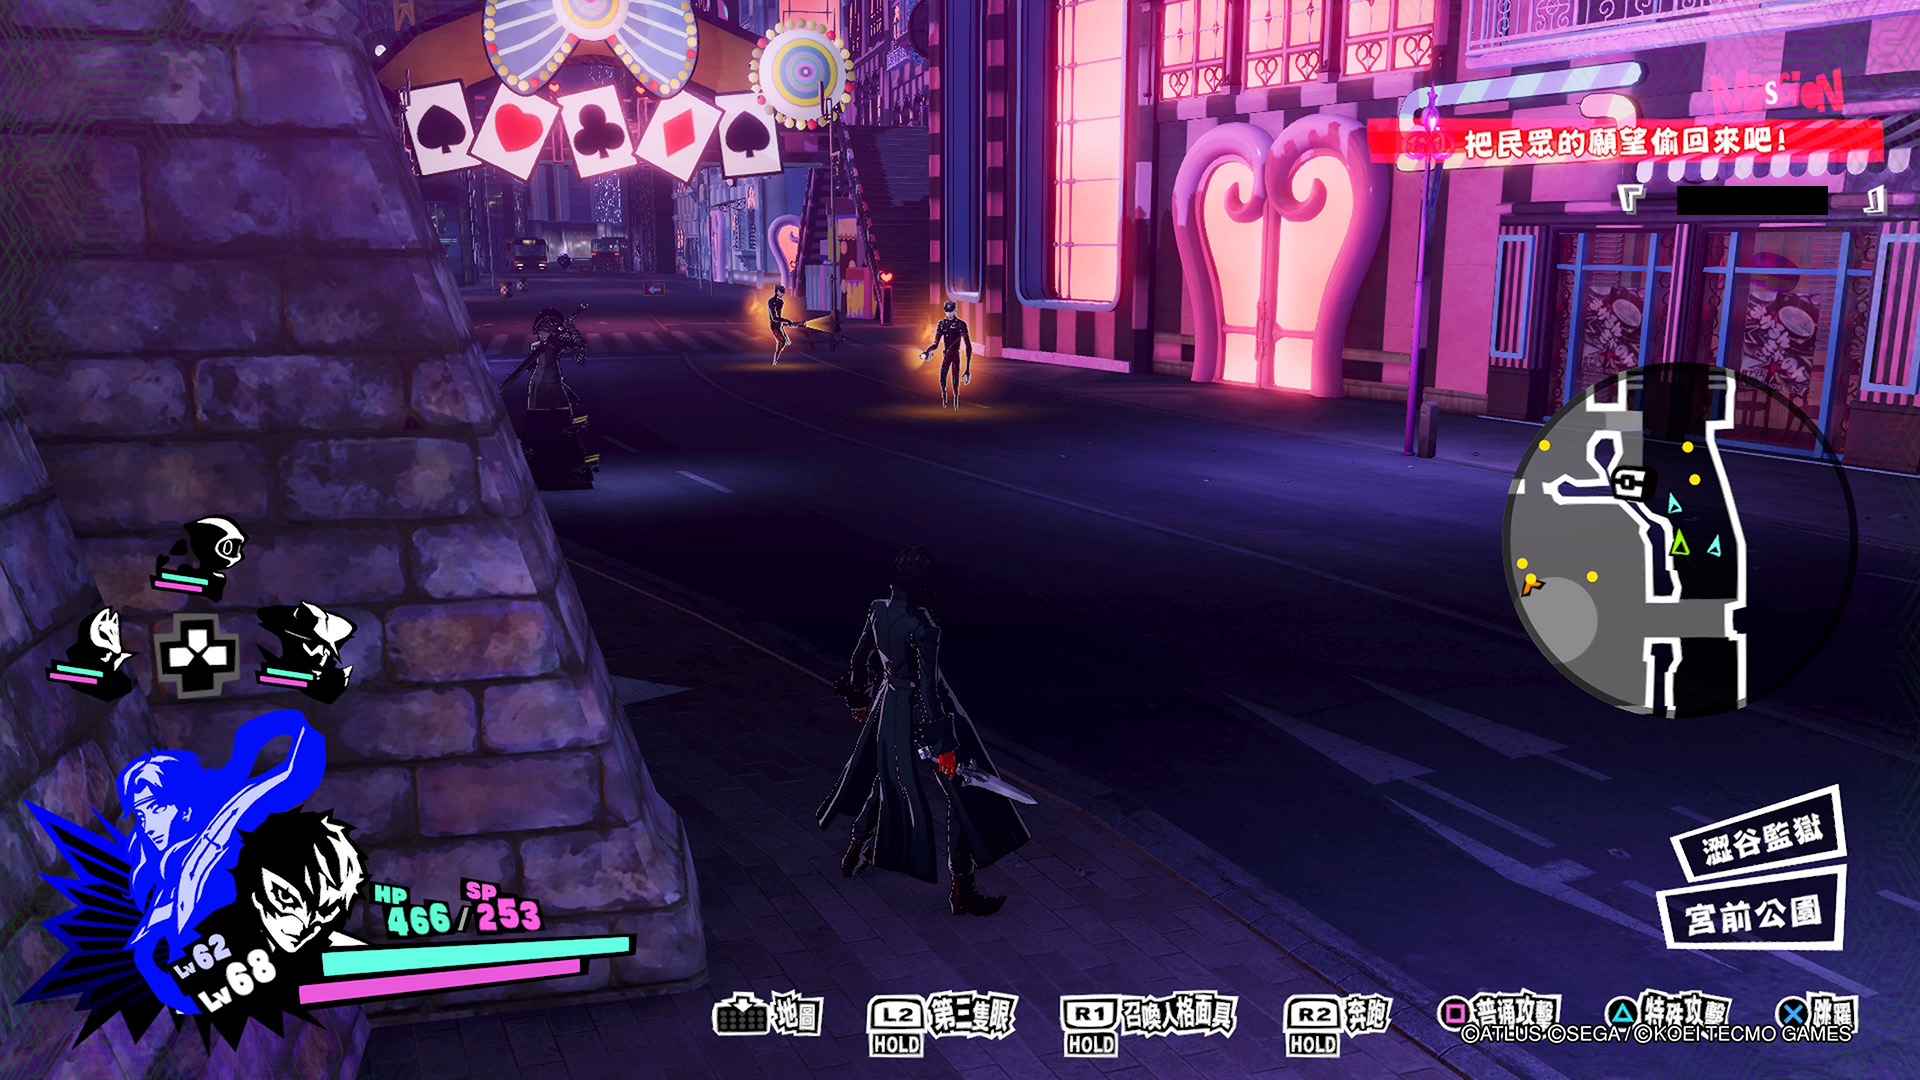 MISSION
把民眾的願望偷回來吧!
HP 466 / SP 253
Lv62
Lv68
澀谷監獄
宮前公園
地圖
L2 HOLD 第三隻眼
R1 HOLD 召喚人格面具
R2 HOLD 奔跑
普通攻擊
特殊攻擊
跳躍
©ATLUS ©SEGA / ©KOEI TECMO GAMES